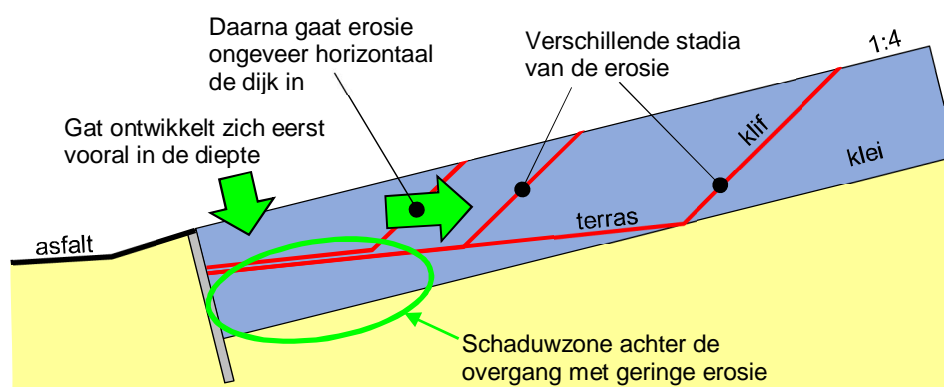 Daarna gaat erosie
ongeveer horizontaal
de dijk in
Verschillende stadia
van de erosie
1:4
Gat ontwikkelt zich eerst
vooral in de diepte
klif
klei
terras
asfalt
Schaduwzone achter de
overgang met geringe erosie